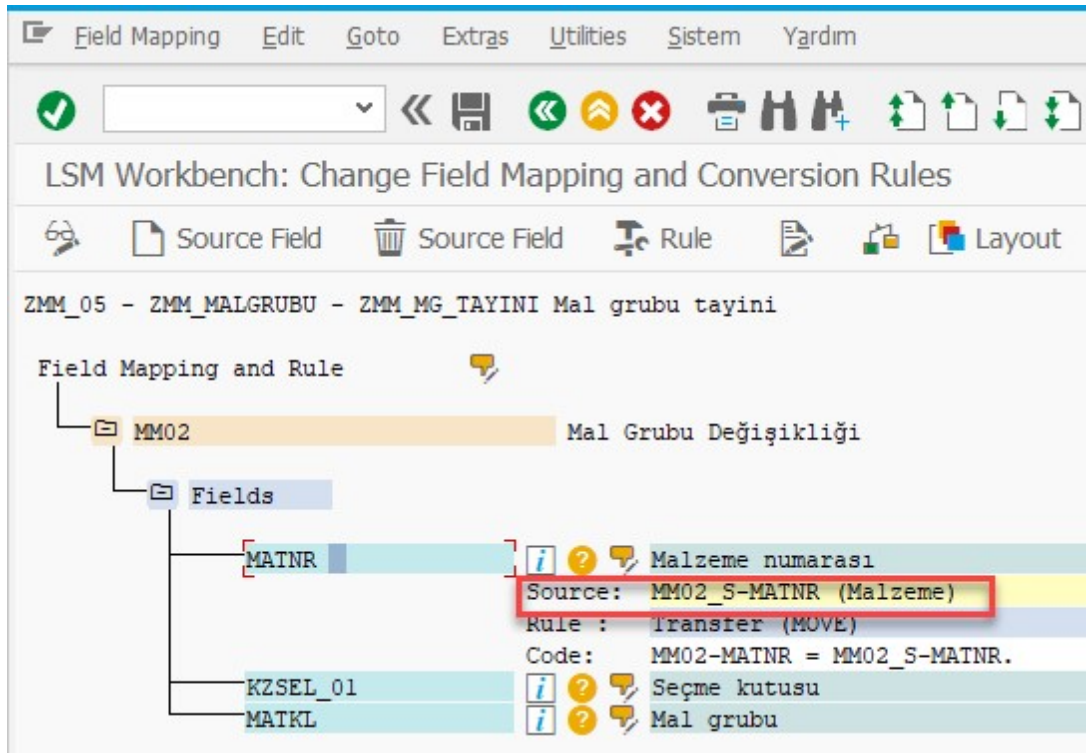 Field Mapping Edit Goto Extras Utilities Sistem Yardım
LSM Workbench: Change Field Mapping and Conversion Rules
Source Field Source Field Rule Layout
ZMM_05 - ZMM_MALGRUBU - ZMM_MG_TAYINI Mal grubu tayini
Field Mapping and Rule
MM02 Mal Grubu Değişikliği
Fields
MATNR Malzeme numarası
Source: MM02_S-MATNR (Malzeme)
Rule : Transfer (MOVE)
Code: MM02-MATNR = MM02_S-MATNR.
KZSEL_01 Seçme kutusu
MATKL Mal grubu